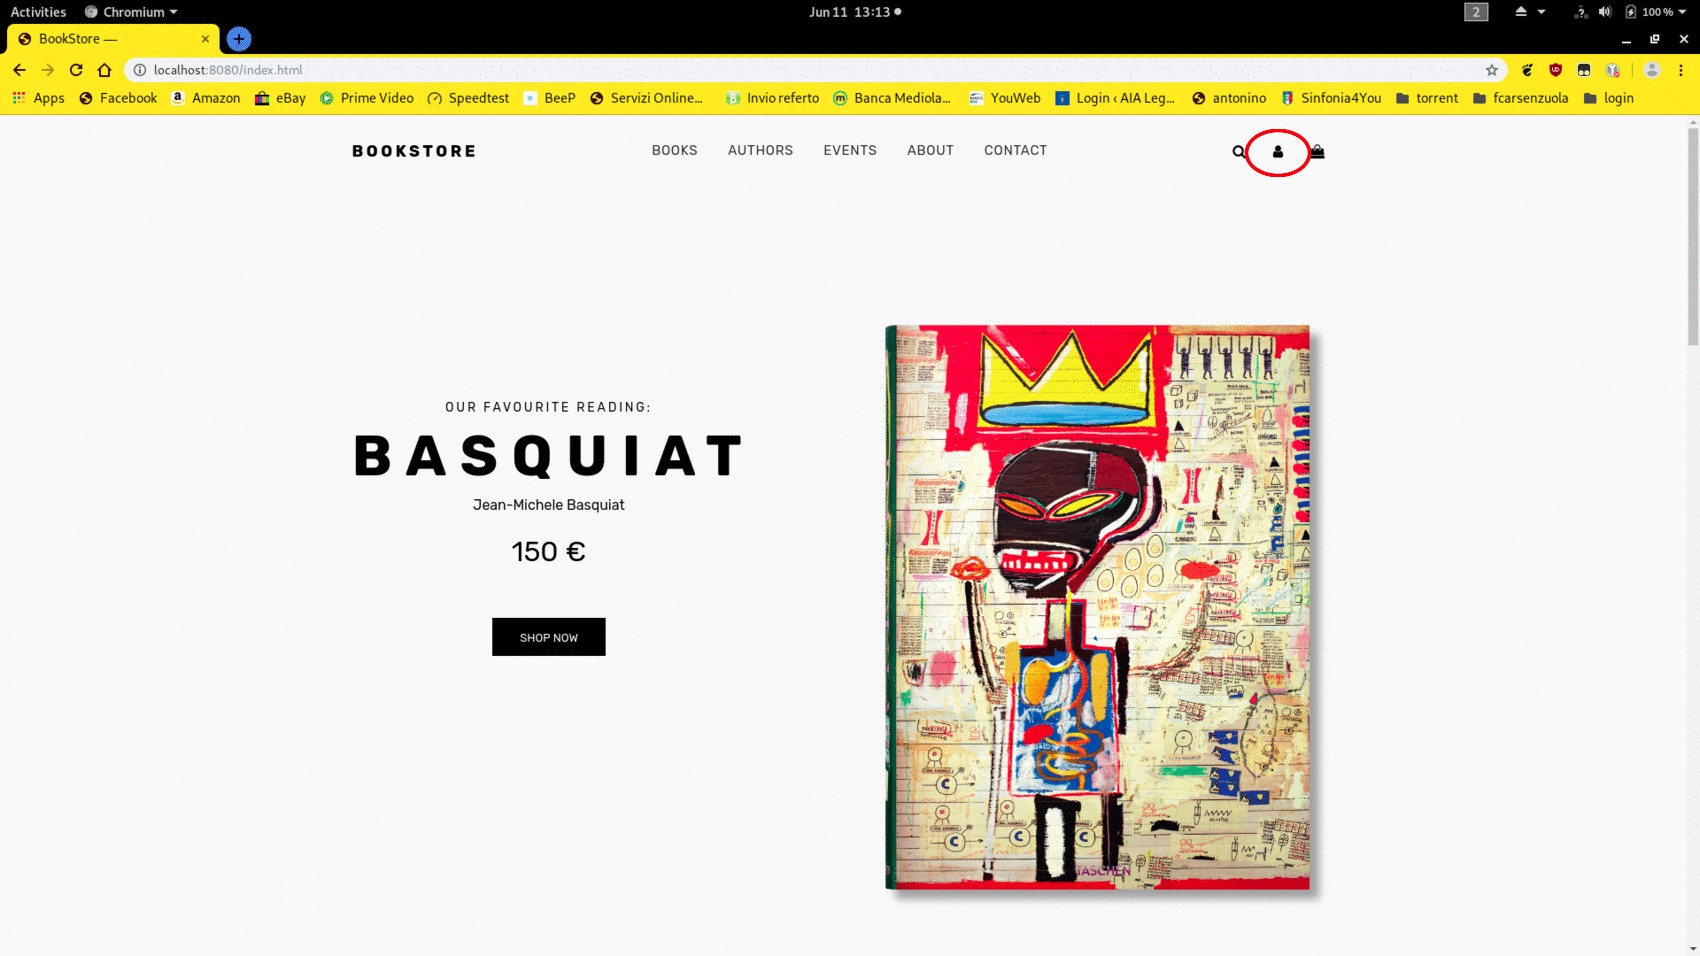 Activities Chromium Jun 11 13:13 2 100 %
BookStore —
localhost:8080/index.html
Apps Facebook Amazon eBay Prime Video Speedtest BeeP Servizi Online... Invio referto Banca Mediola... YouWeb Login ‹ AIA Leg... antonino Sinfonia4You torrent fcarsenzuola login
BOOKSTORE BOOKS AUTHORS EVENTS ABOUT CONTACT
OUR FAVOURITE READING:
BASQUIAT
Jean-Michele Basquiat
150 €
SHOP NOW
TASCHEN